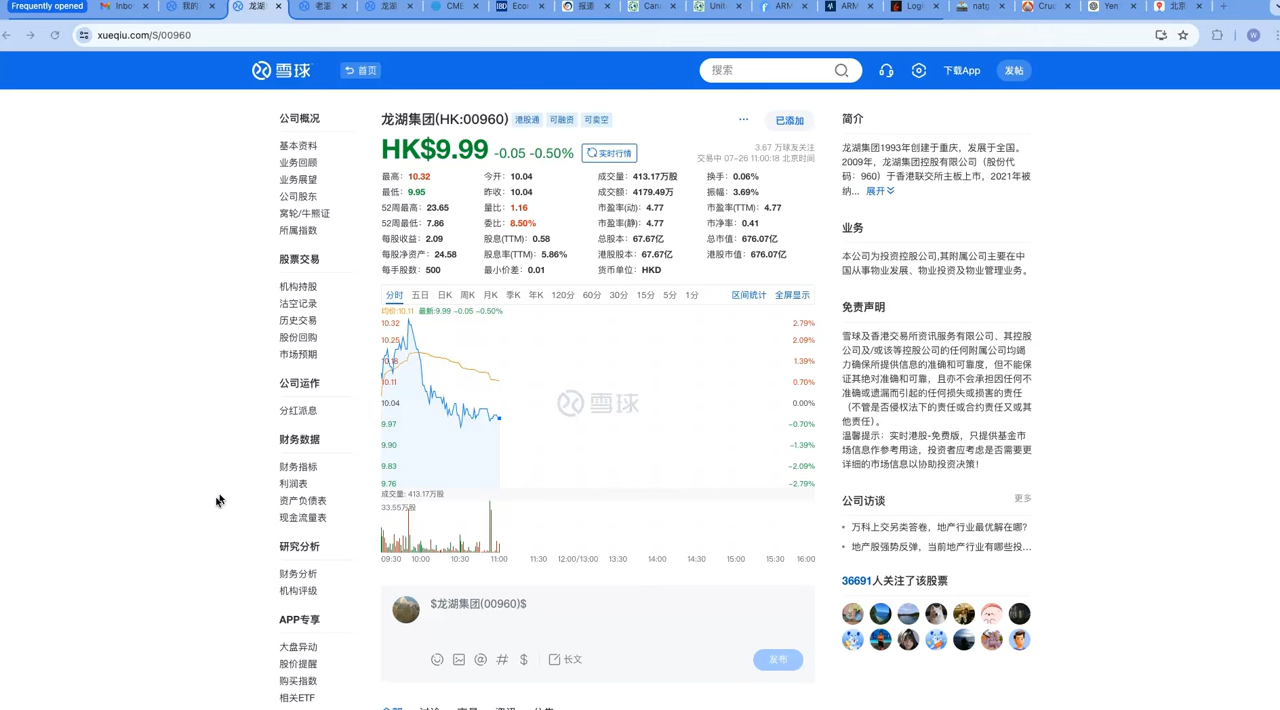 Frequently opened
Inbo
我的
龙湖
老湛
龙湖
CME
Econ
报道
Cana
Unite
ARM
ARM
Logi
natg
Crud
Yen
北京
xueqiu.com/S/00960
W
雪球
首页
搜索
下载App
发帖
公司概况
基本资料
业务回顾
业务展望
公司股东
窝轮/牛熊证
所属指数
股票交易
机构持股
沽空记录
历史交易
股份回购
市场预期
公司运作
分红派息
财务数据
财务指标
利润表
资产负债表
现金流量表
研究分析
财务分析
机构评级
APP专享
大盘异动
股价提醒
购买指数
相关ETF
龙湖集团(HK:00960) 港股通 可融资 可卖空
已添加
HK$9.99 -0.05 -0.50% 实时行情
3.67 万球友关注
交易中 07-26 11:00:18 北京时间
最高：10.32 今开：10.04 成交量：413.17万股 换手：0.06%
最低：9.95 昨收：10.04 成交额：4179.49万 振幅：3.69%
52周最高：23.65 量比：1.16 市盈率(动)：4.77 市盈率(TTM)：4.77
52周最低：7.86 委比：8.50% 市盈率(静)：4.77 市净率：0.41
每股收益：2.09 股息(TTM)：0.58 总股本：67.67亿 总市值：676.07亿
每股净资产：24.58 股息率(TTM)：5.86% 港股股本：67.67亿 港股市值：676.07亿
每手股数：500 最小价差：0.01 货币单位：HKD
分时 五日 日K 周K 月K 季K 年K 120分 60分 30分 15分 5分 1分 区间统计 全屏显示
均价:10.11 最新:9.99 -0.05 -0.50%
10.32 2.79%
10.25 2.09%
10.18 1.39%
10.11 0.70%
10.04 0.00%
9.97 -0.70%
9.90 -1.39%
9.83 -2.09%
9.76 -2.79%
雪球
成交量: 413.17万股
33.55万股
09:30 10:00 10:30 11:00 11:30 12:00/13:00 13:30 14:00 14:30 15:00 15:30 16:00
$龙湖集团(00960)$
长文
发布
简介
龙湖集团1993年创建于重庆，发展于全国。
2009年，龙湖集团控股有限公司（股份代
码：960）于香港联交所主板上市，2021年被
纳... 展开
业务
本公司为投资控股公司,其附属公司主要在中
国从事物业发展、物业投资及物业管理业务。
免责声明
雪球及香港交易所资讯服务有限公司、其控股
公司及/或该等控股公司的任何附属公司均竭
力确保所提供信息的准确和可靠度，但不能保
证其绝对准确和可靠，且亦不会承担因任何不
准确或遗漏而引起的任何损失或损害的责任
（不管是否侵权法下的责任或合约责任又或其
他责任）。
温馨提示：实时港股-免费版，只提供基金市
场信息作参考用途，投资者应考虑是否需要更
详细的市场信息以协助投资决策！
公司访谈 更多
万科上交另类答卷，地产行业最优解在哪？
地产股强势反弹，当前地产行业有哪些投...
36691人关注了该股票